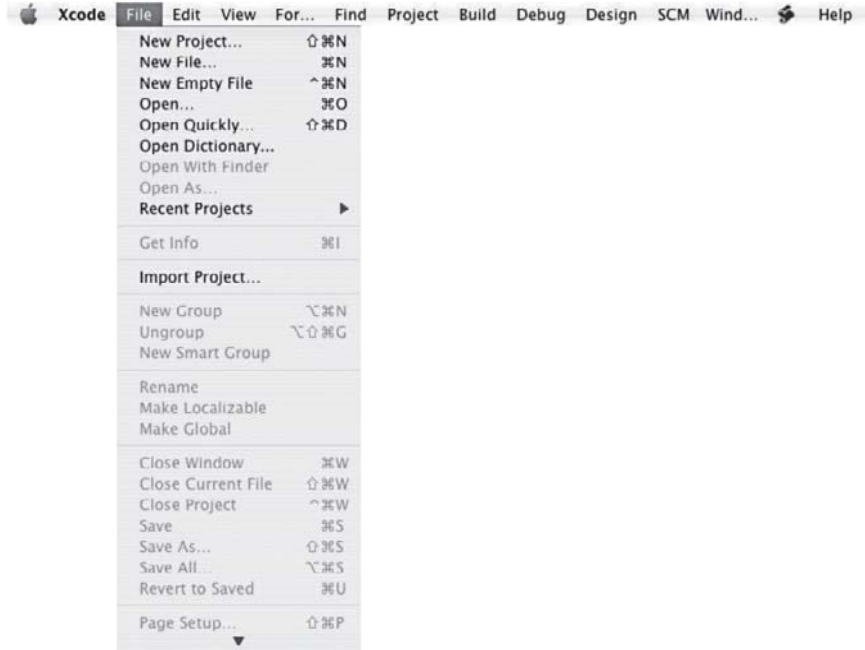 Xcode File Edit View For... Find Project Build Debug Design SCM Wind... Help
New Project... ⇧⌘N
New File... ⌘N
New Empty File ^⌘N
Open... ⌘O
Open Quickly... ⇧⌘D
Open Dictionary...
Open With Finder
Open As...
Recent Projects ▶
Get Info ⌘I
Import Project...
New Group ⌥⌘N
Ungroup ⌥⇧⌘G
New Smart Group
Rename
Make Localizable
Make Global
Close Window ⌘W
Close Current File ⇧⌘W
Close Project ^⌘W
Save ⌘S
Save As... ⇧⌘S
Save All... ⌥⌘S
Revert to Saved ⌘U
Page Setup... ⇧⌘P